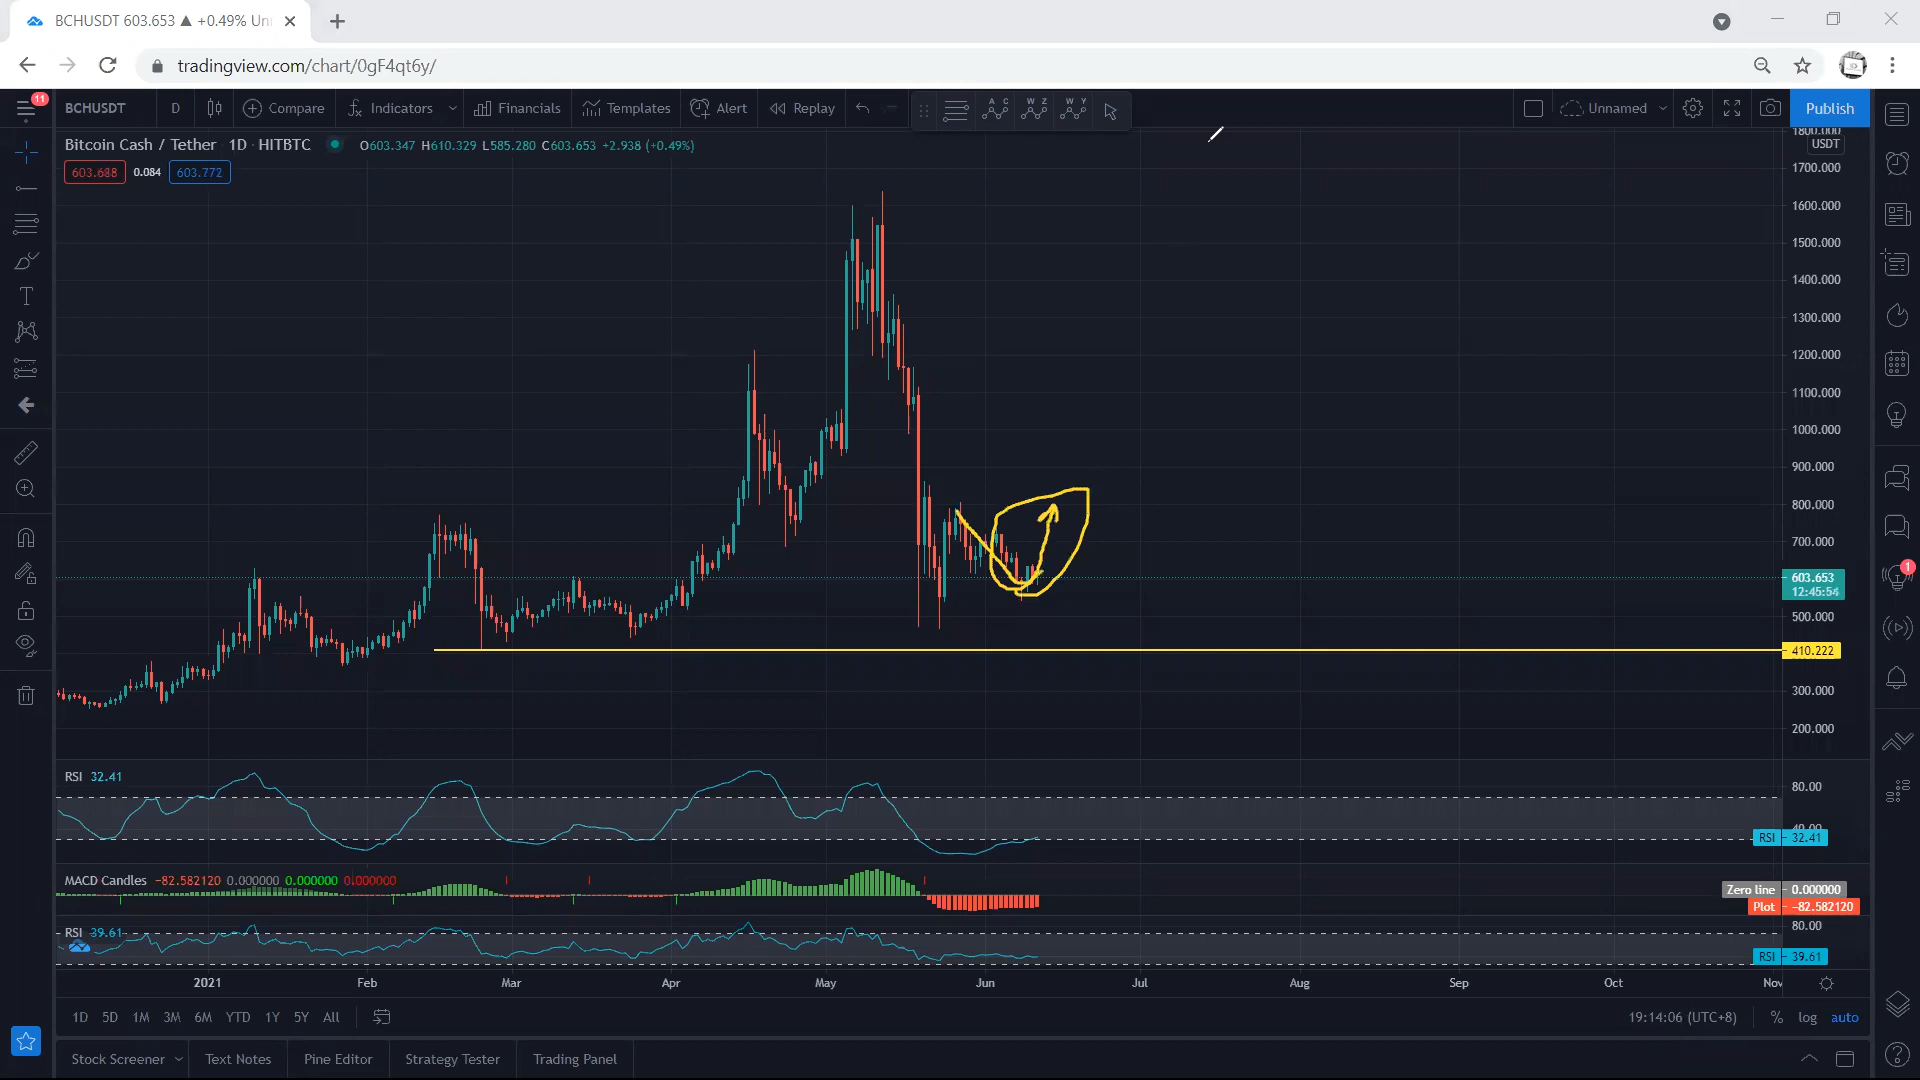 BCHUSDT 603.653 ▲ +0.49% Un
tradingview.com/chart/0gF4qt6y/
11
BCHUSDT D Compare Indicators Financials Templates Alert Replay A C W Z W Y Unnamed Publish
Bitcoin Cash / Tether 1D · HITBTC O603.347 H610.329 L585.280 C603.653 +2.938 (+0.49%)
603.688 0.084 603.772
1800.000
USDT
1700.000
1600.000
1500.000
1400.000
1300.000
1200.000
1100.000
1000.000
900.000
800.000
700.000
603.653
12:45:54
500.000
410.222
300.000
200.000
1
T
RSI 32.41
80.00
40.00
RSI 32.41
MACD Candles −82.582120 0.000000 0.000000 0.000000
Zero line 0.000000
Plot −82.582120
RSI 39.61
80.00
RSI 39.61
2021 Feb Mar Apr May Jun Jul Aug Sep Oct Nov
1D 5D 1M 3M 6M YTD 1Y 5Y All 19:14:06 (UTC+8) % log auto
Stock Screener Text Notes Pine Editor Strategy Tester Trading Panel